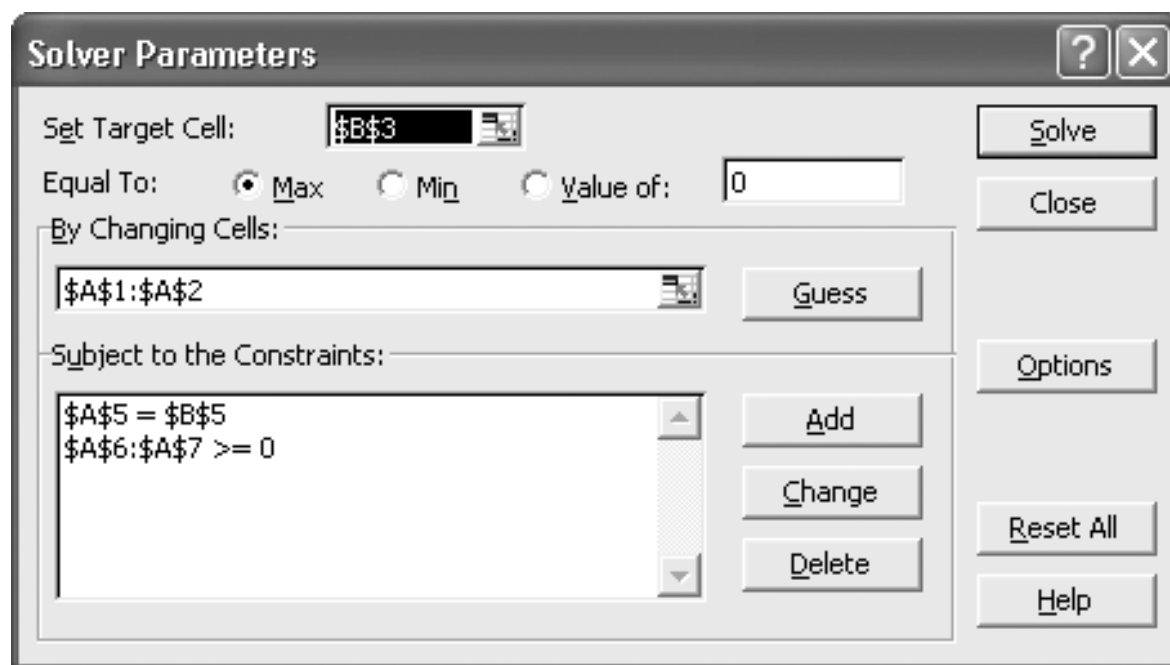 Solver Parameters
Set Target Cell: $B$3 Solve
Equal To: Max Min Value of: 0 Close
By Changing Cells:
$A$1:$A$2 Guess
Subject to the Constraints: Options
$A$5 = $B$5 Add
$A$6:$A$7 >= 0
Change
Reset All
Delete
Help